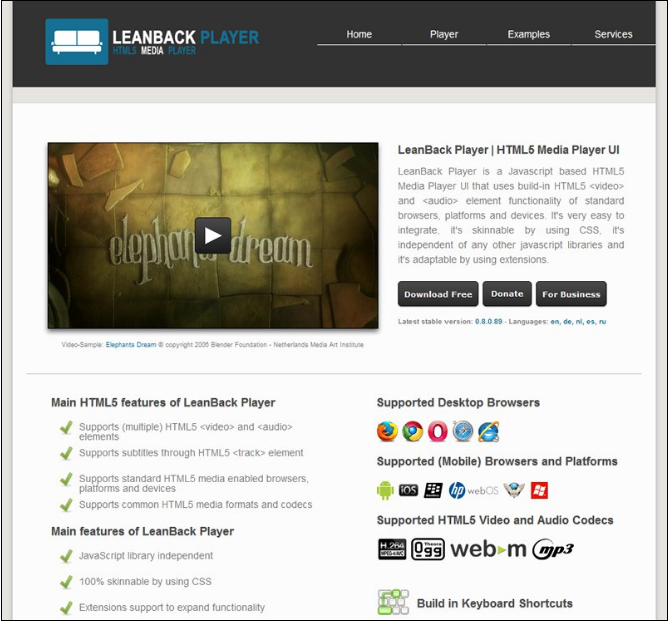 LEANBACK PLAYER
HTML5 MEDIA PLAYER
Home
Player
Examples
Services
elephants dream
Video-Sample: Elephants Dream © copyright 2006 Blender Foundation - Netherlands Media Art Institute
LeanBack Player | HTML5 Media Player UI
LeanBack Player is a Javascript based HTML5
Media Player UI that uses build-in HTML5 <video>
and <audio> element functionality of standard
browsers, platforms and devices. It's very easy to
integrate, it's skinnable by using CSS, it's
independent of any other javascript libraries and
it's adaptable by using extensions.
Download Free
Donate
For Business
Latest stable version: 0.8.0.89 - Languages: en, de, nl, es, ru
Main HTML5 features of LeanBack Player
Supports (multiple) HTML5 <video> and <audio>
elements
Supports subtitles through HTML5 <track> element
Supports standard HTML5 media enabled browsers,
platforms and devices
Supports common HTML5 media formats and codecs
Main features of LeanBack Player
JavaScript library independent
100% skinnable by using CSS
Extensions support to expand functionality
Supported Desktop Browsers
Supported (Mobile) Browsers and Platforms
iOS
hp webOS
Supported HTML5 Video and Audio Codecs
H.264
MPEG-4/AVC
Theora
Ogg
webm
mp3
Build in Keyboard Shortcuts